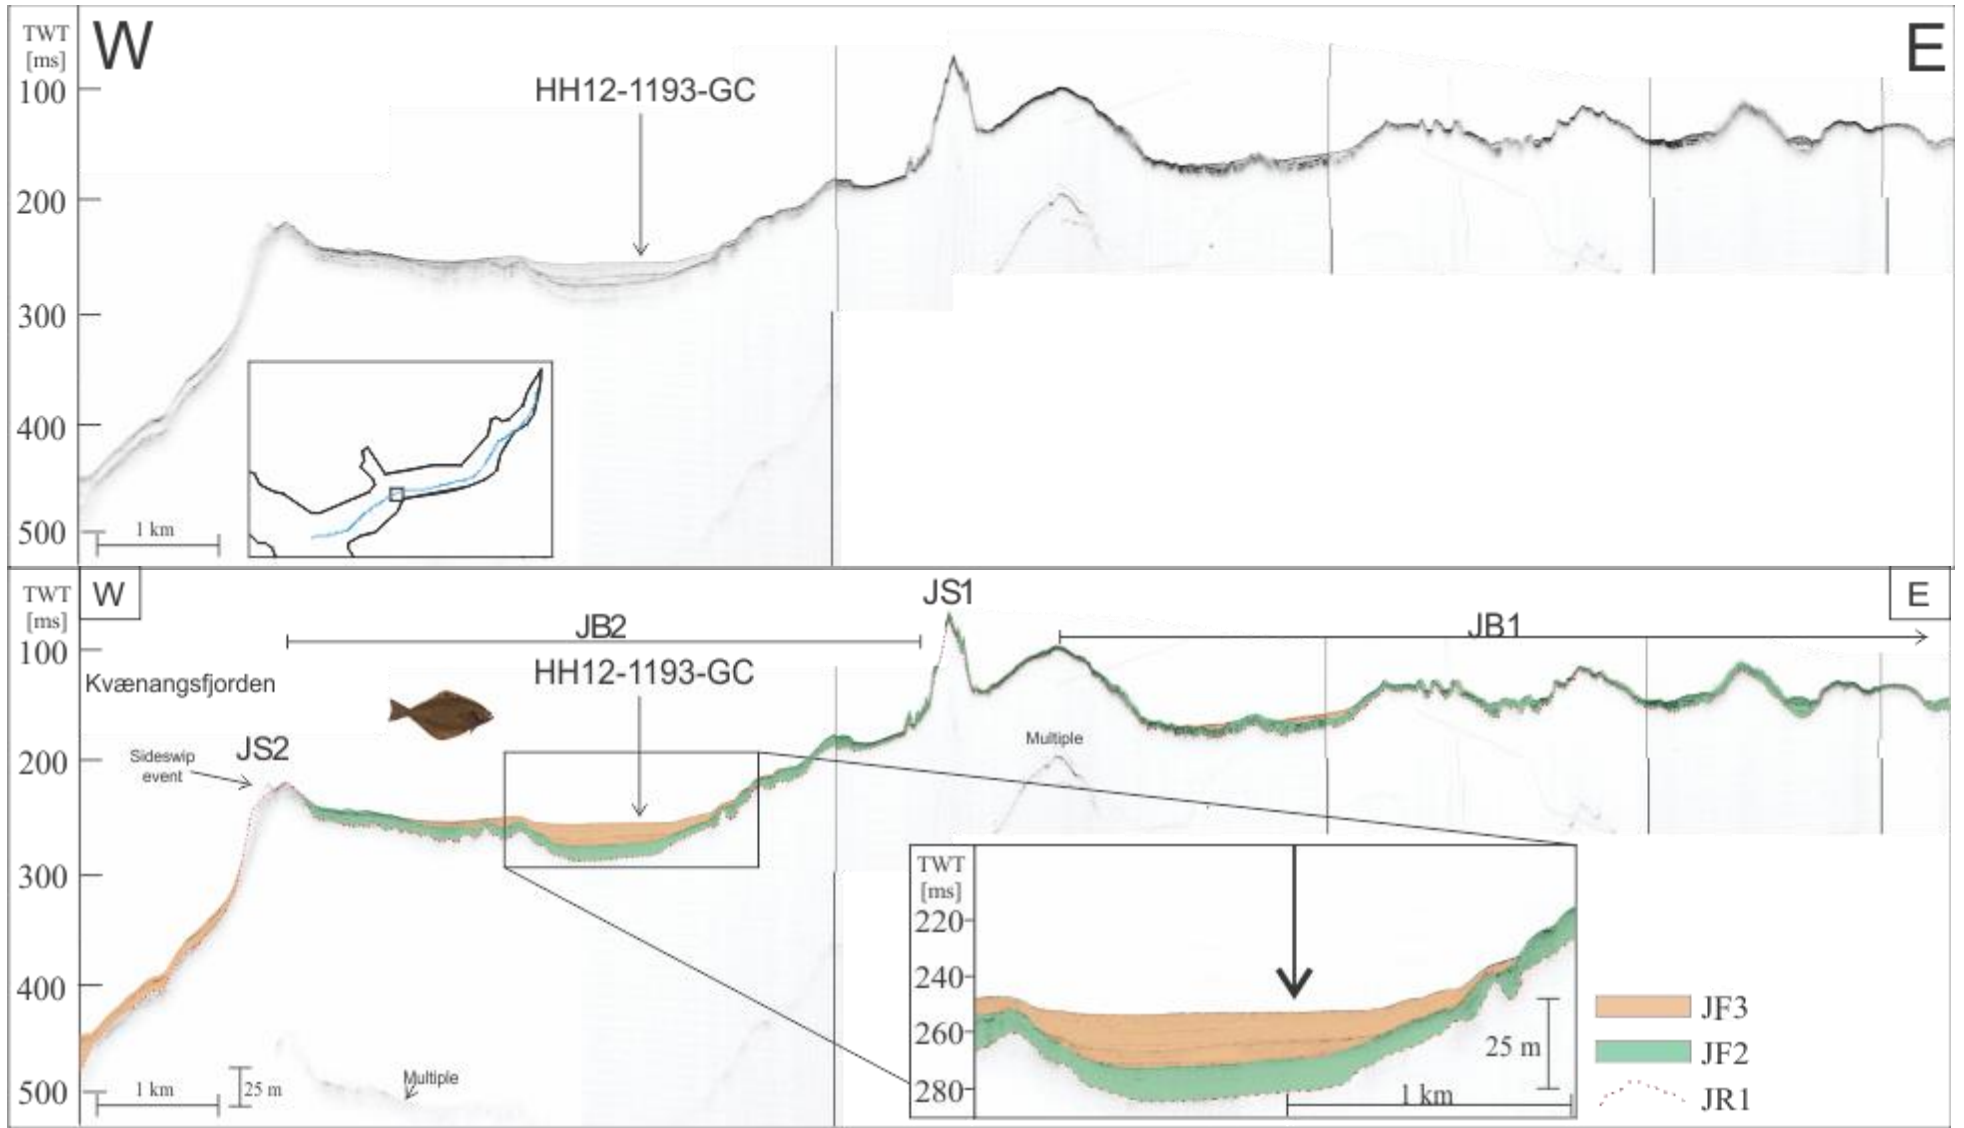 TWT
[ms]
W
E
100
HH12-1193-GC
200
300
400
500
1 km
TWT
[ms]
W
JS1
E
JB2
JB1
100
HH12-1193-GC
Kvænangsfjorden
Multiple
200
JS2
Sideswip
event
300
TWT
[ms]
220
240
260
280
25 m
1 km
400
JF3
JF2
JR1
500
1 km
25 m
Multiple